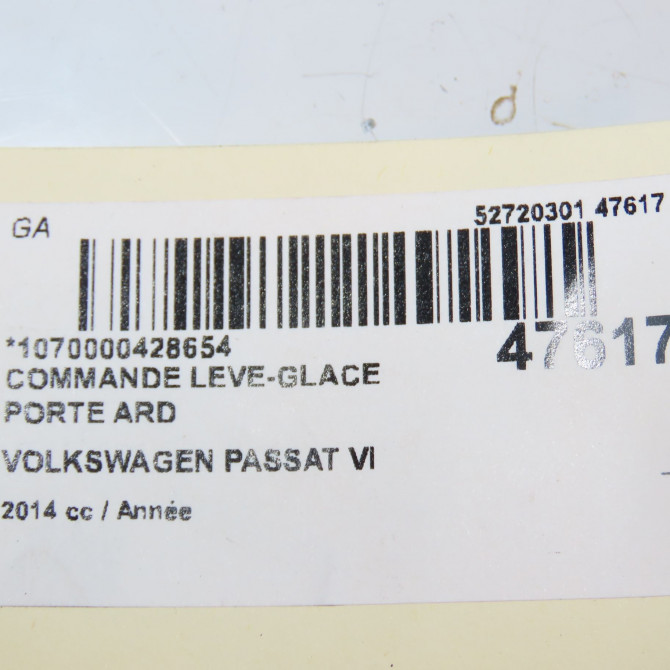 GA
52720301 47617
*1070000428654
47617
COMMANDE LEVE-GLACE
PORTE ARD
VOLKSWAGEN PASSAT VI
2014 cc / Année